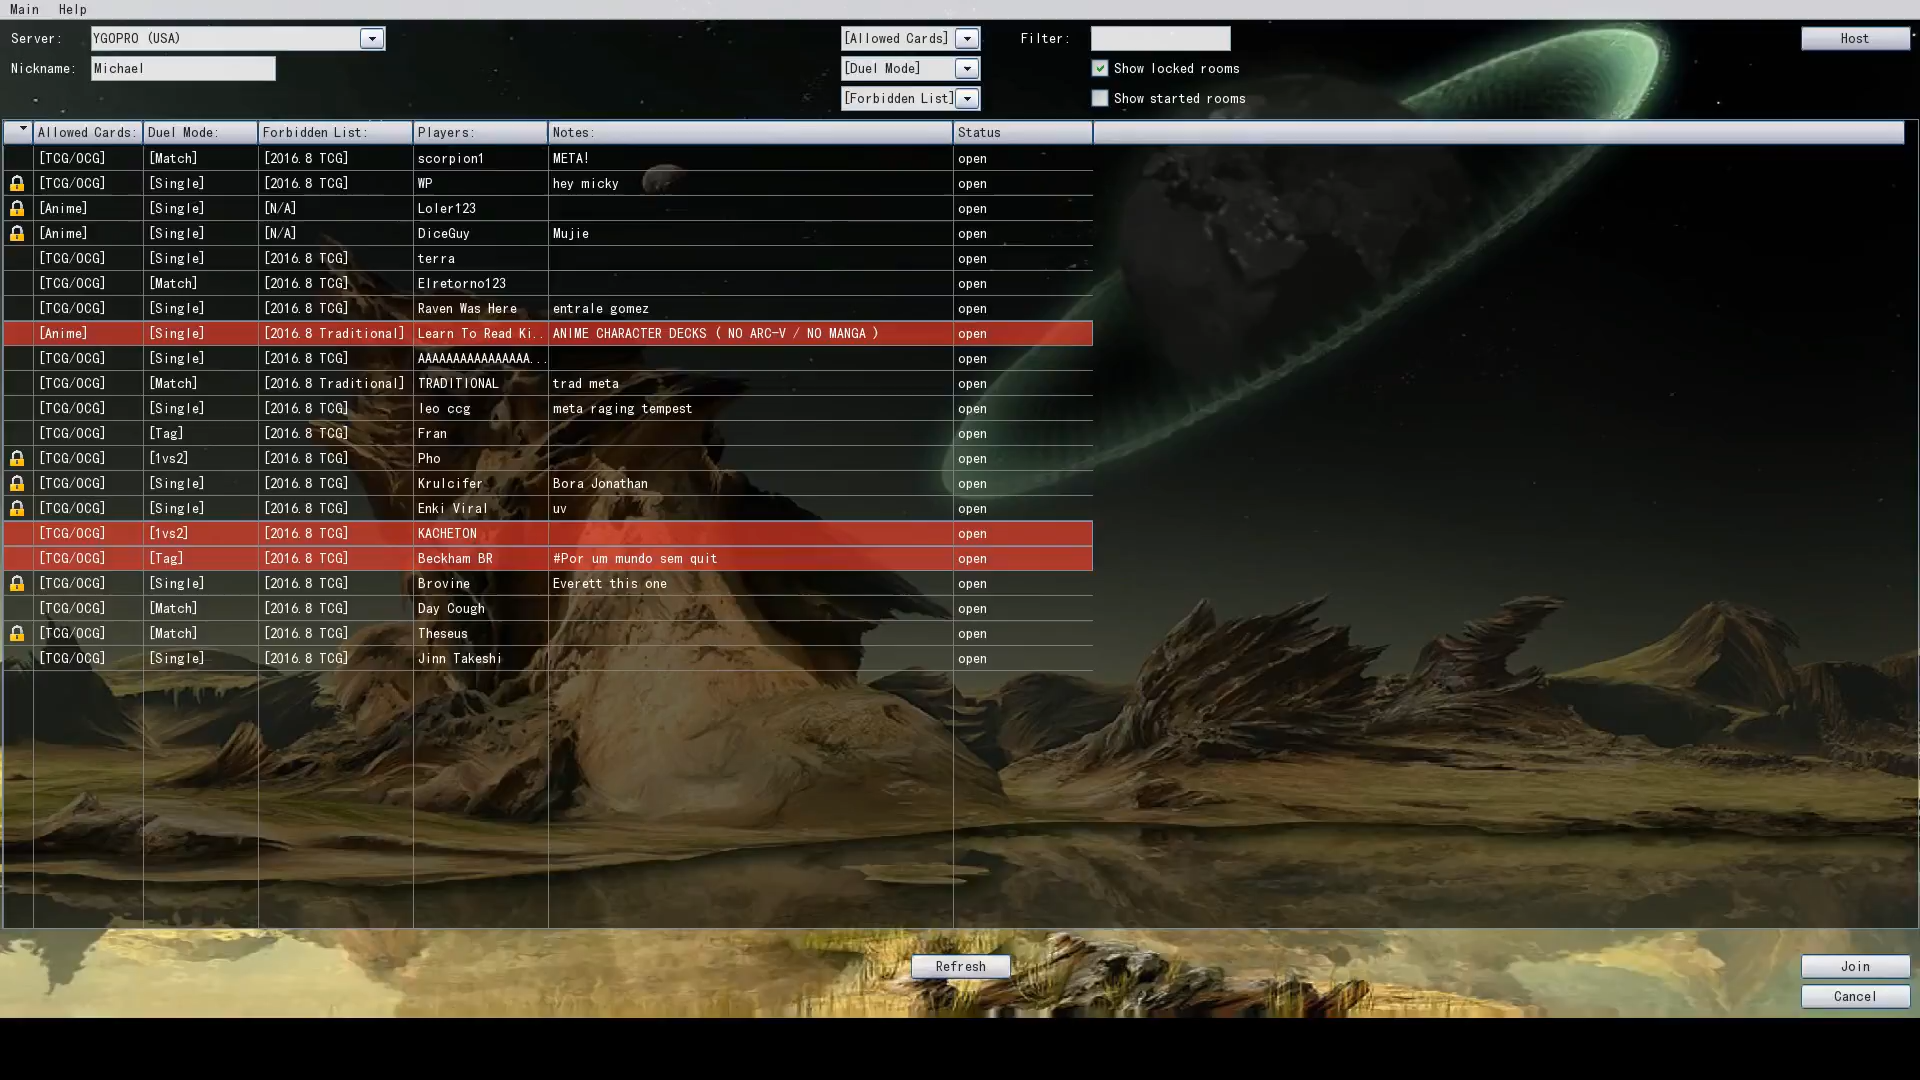 Main Help
Server: YGOPRO (USA) [Allowed Cards] Filter: Host
Nickname: Michael [Duel Mode] Show locked rooms
[Forbidden List] Show started rooms
Allowed Cards: Duel Mode: Forbidden List: Players: Notes: Status
[TCG/OCG] [Match] [2016.8 TCG] scorpion1 META! open
[TCG/OCG] [Single] [2016.8 TCG] WP hey micky open
[Anime] [Single] [N/A] Loler123 open
[Anime] [Single] [N/A] DiceGuy Mujie open
[TCG/OCG] [Single] [2016.8 TCG] terra open
[TCG/OCG] [Match] [2016.8 TCG] Elretorno123 open
[TCG/OCG] [Single] [2016.8 TCG] Raven Was Here entrale gomez open
[Anime] [Single] [2016.8 Traditional] Learn To Read Ki.. ANIME CHARACTER DECKS ( NO ARC-V / NO MANGA ) open
[TCG/OCG] [Single] [2016.8 TCG] AAAAAAAAAAAAAAAA... open
[TCG/OCG] [Match] [2016.8 Traditional] TRADITIONAL trad meta open
[TCG/OCG] [Single] [2016.8 TCG] leo ccg meta raging tempest open
[TCG/OCG] [Tag] [2016.8 TCG] Fran open
[TCG/OCG] [1vs2] [2016.8 TCG] Pho open
[TCG/OCG] [Single] [2016.8 TCG] Krulcifer Bora Jonathan open
[TCG/OCG] [Single] [2016.8 TCG] Enki Viral uv open
[TCG/OCG] [1vs2] [2016.8 TCG] KACHETON open
[TCG/OCG] [Tag] [2016.8 TCG] Beckham BR #Por um mundo sem quit open
[TCG/OCG] [Single] [2016.8 TCG] Brovine Everett this one open
[TCG/OCG] [Match] [2016.8 TCG] Day Cough open
[TCG/OCG] [Match] [2016.8 TCG] Theseus open
[TCG/OCG] [Single] [2016.8 TCG] Jinn Takeshi open
Refresh Join
Cancel